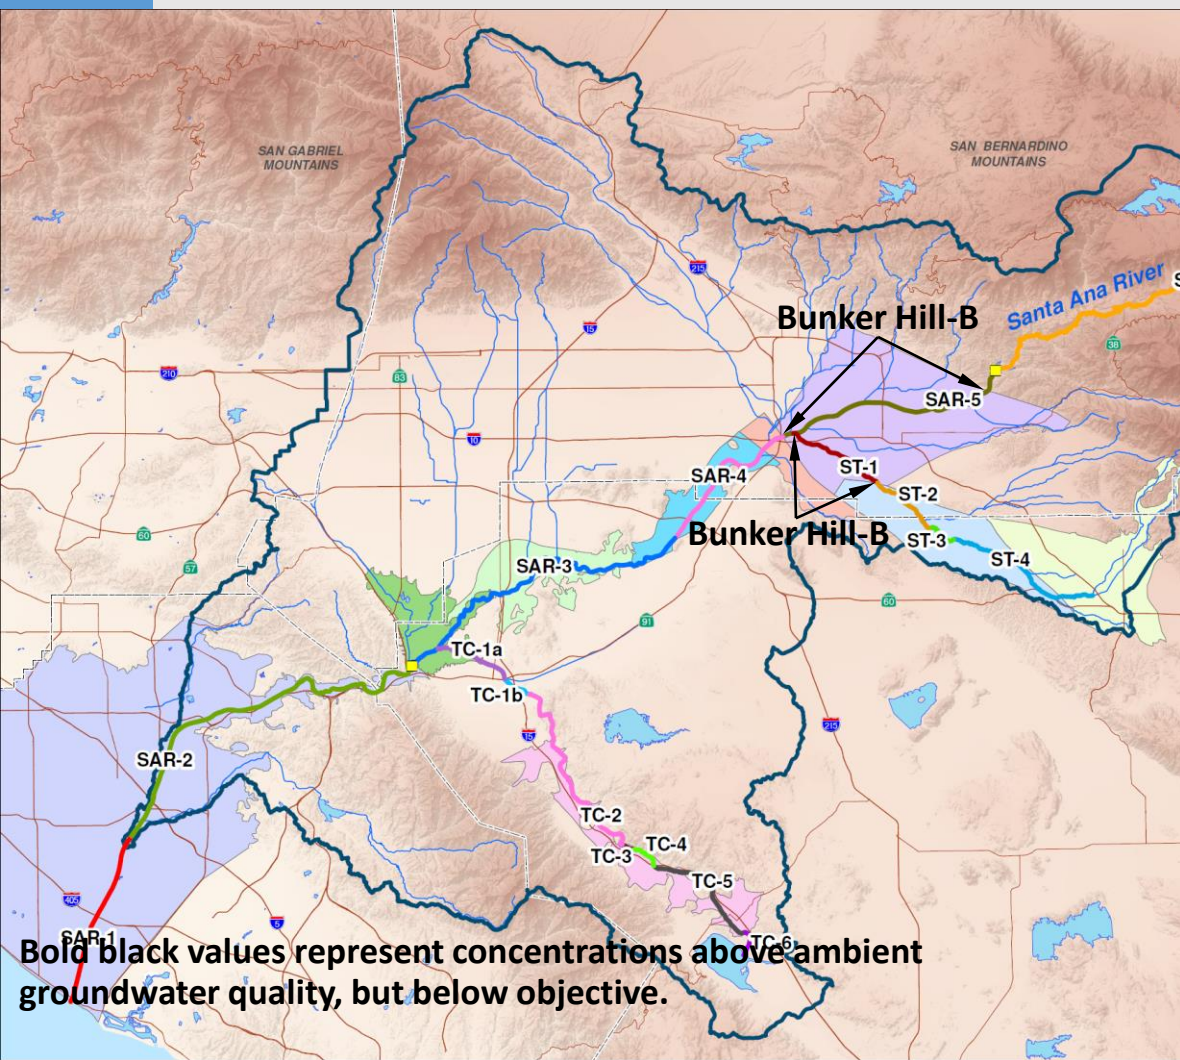 SAN GABRIEL
MOUNTAINS
SAN BERNARDINO
MOUNTAINS
215
Santa Ana River
S
Bunker Hill-B
15
38
210
83
SAR-5
10
ST-1
SAR-4
ST-2
60
Bunker Hill-B
ST-3
57
SAR-3
ST-4
60
91
TC-1a
TC-1b
215
15
SAR-2
TC-2
TC-4
TC-3
TC-5
405
5
SAR-1
TC-6
Bold black values represent concentrations above ambient
groundwater quality, but below objective.